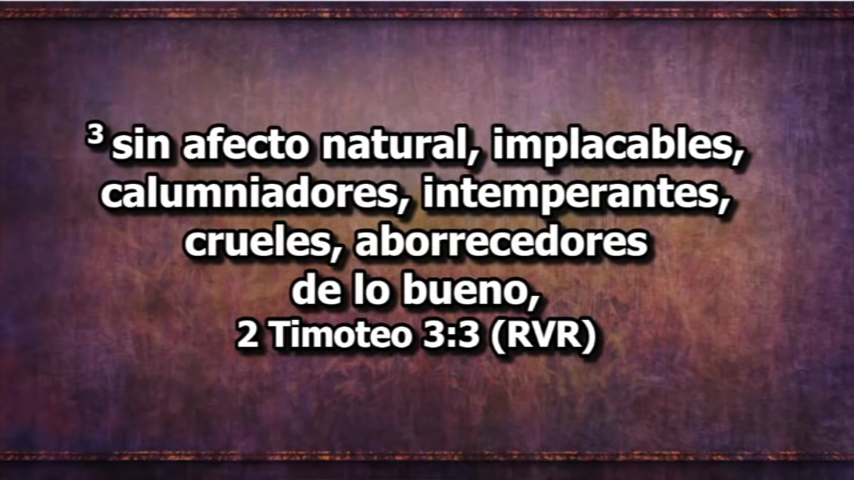 3 sin afecto natural, implacables,
calumniadores, intemperantes,
crueles, aborrecedores
de lo bueno,
2 Timoteo 3:3 (RVR)